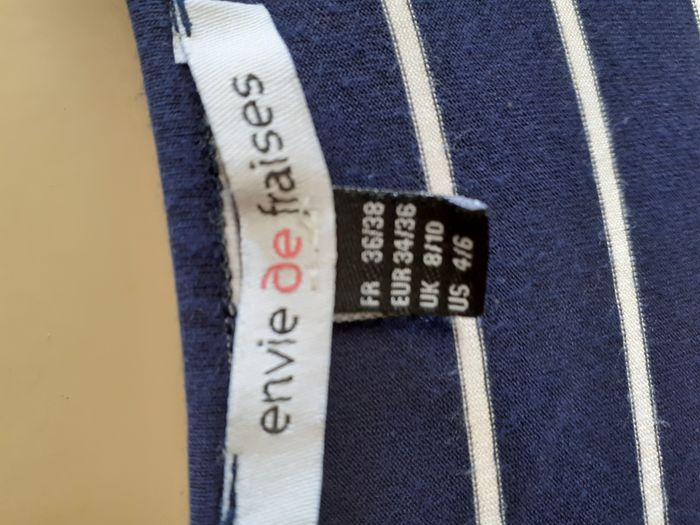 envie de fraises
FR 36/38
EUR 34/36
UK 8/10
US 4/6